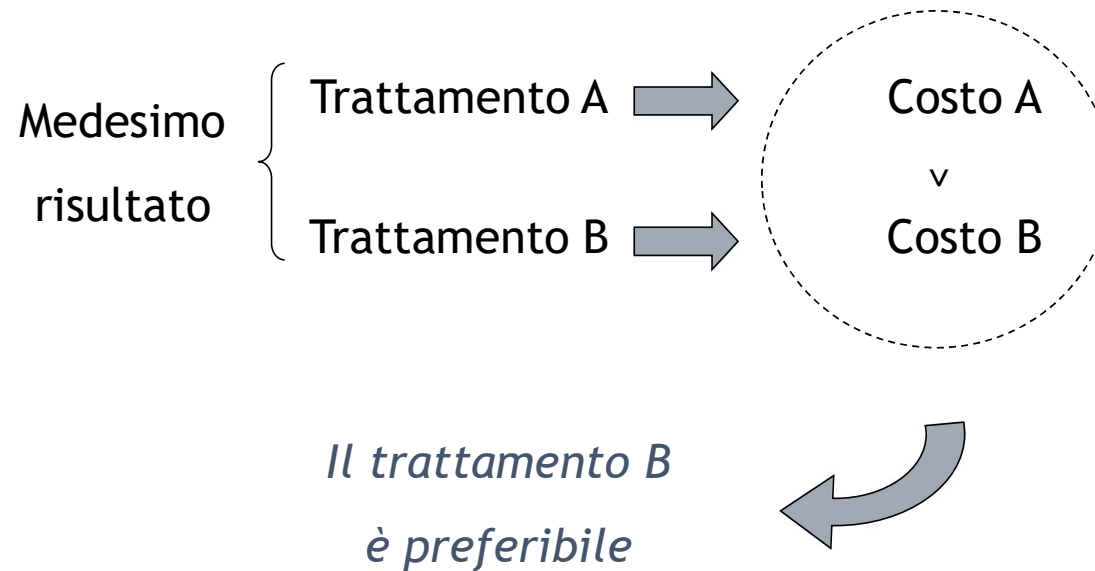 Medesimo
risultato
Trattamento A
Costo A
>
Trattamento B
Costo B
Il trattamento B
è preferibile